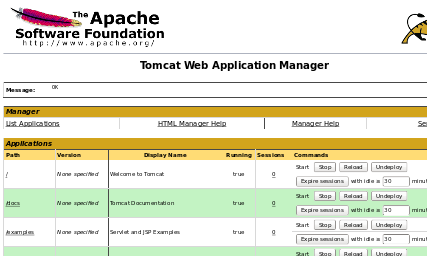 The Apache
Software Foundation
http://www.apache.org/
Tomcat Web Application Manager
Message: OK
Manager
List Applications HTML Manager Help Manager Help
Applications
Path Version Display Name Running Sessions Commands
/ None specified Welcome to Tomcat true 0 Start Stop Reload Undeploy
Expire sessions with idle ≥ 30
/docs None specified Tomcat Documentation true 0 Start Stop Reload Undeploy
Expire sessions with idle ≥ 30
/examples None specified Servlet and JSP Examples true 0 Start Stop Reload Undeploy
Expire sessions with idle ≥ 30
Start Stop Reload Undeploy